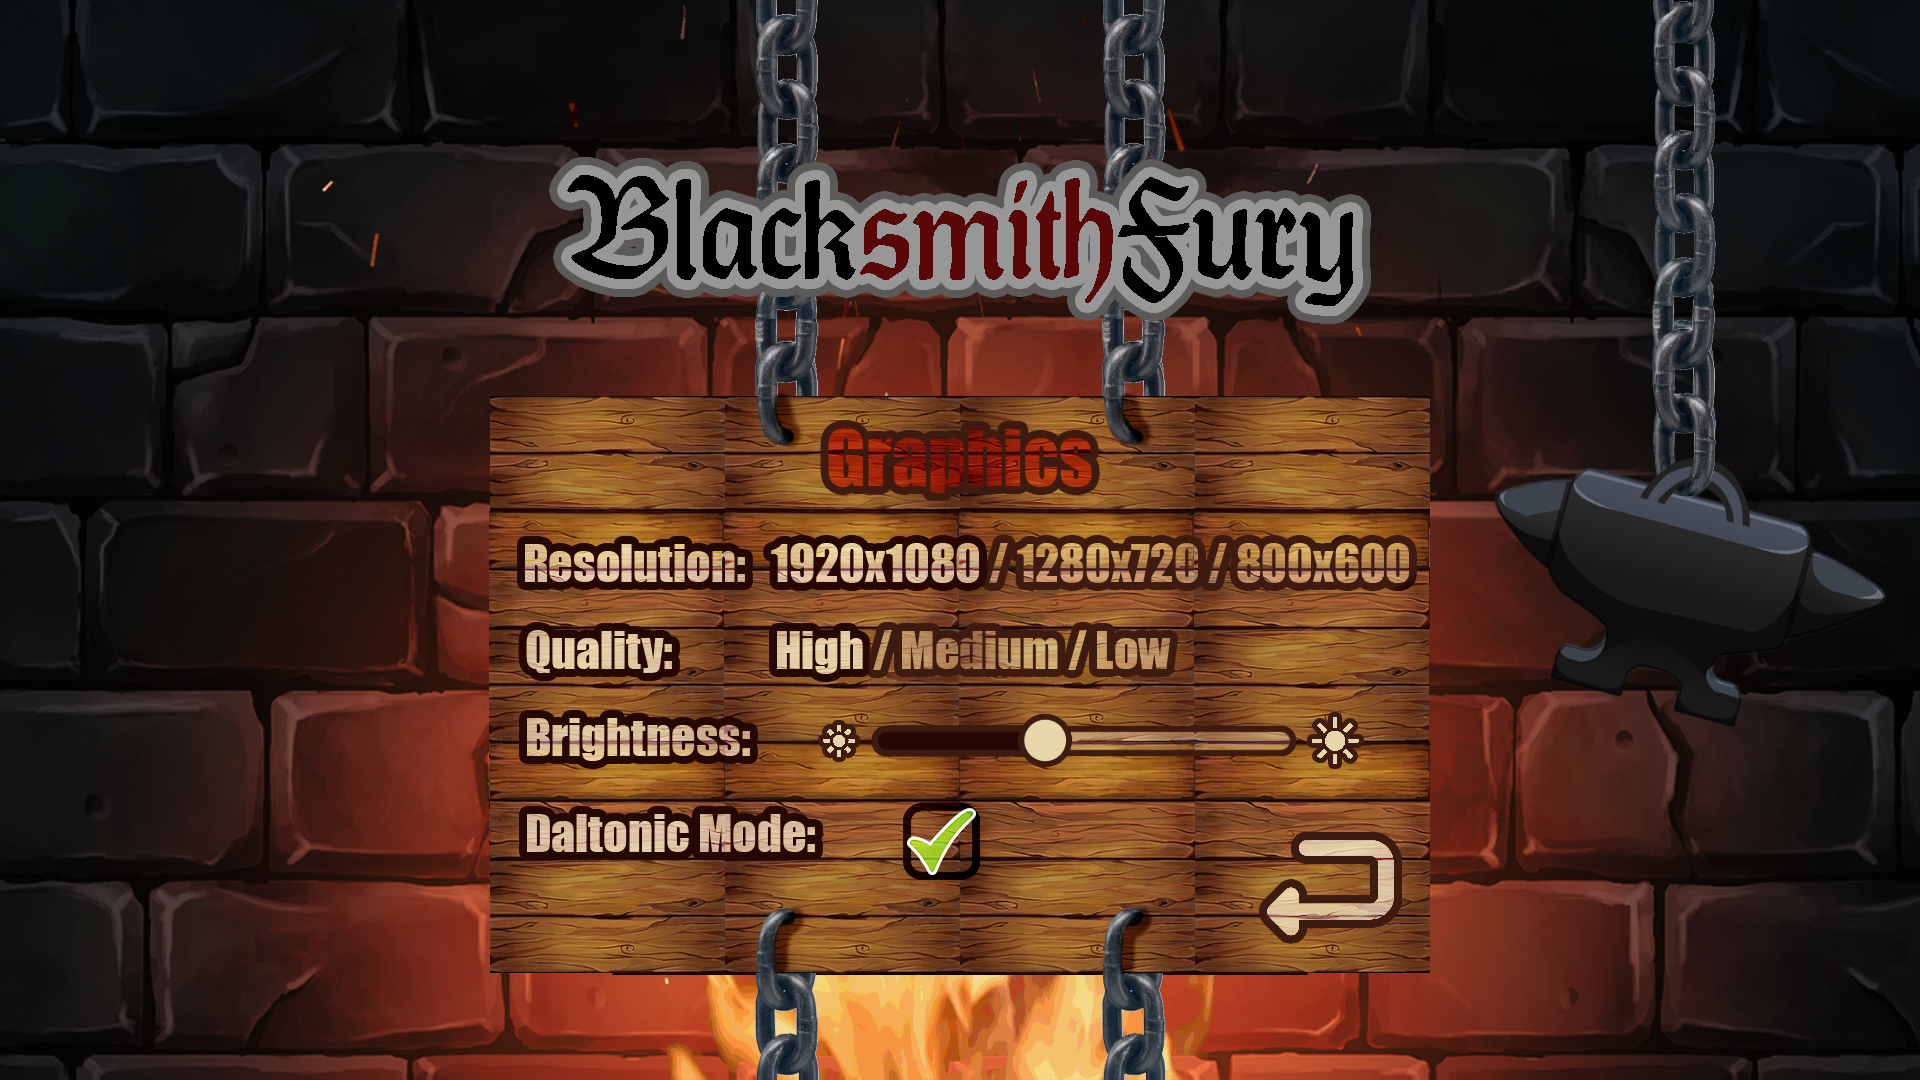 BlacksmithFury
Graphics
Resolution: 1920x1080 / 1280x720 / 800x600
Quality: High / Medium / Low
Brightness:
Daltonic Mode: